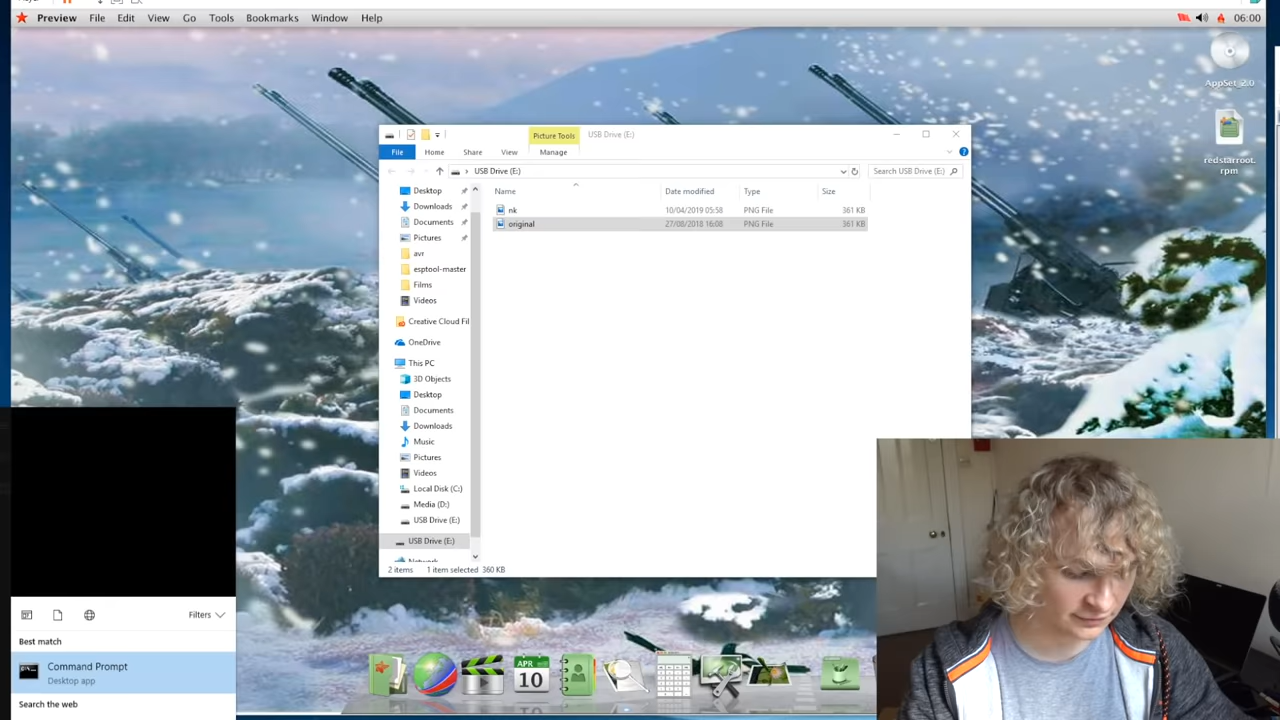 Preview File Edit View Go Tools Bookmarks Window Help 06:00
AppSet_2.0
redstarroot.
rpm
Picture Tools USB Drive (E:)
File Home Share View Manage
USB Drive (E:) Search USB Drive (E:)
Name Date modified Type Size
nk 10/04/2019 05:58 PNG File 361 KB
original 27/08/2018 16:08 PNG File 361 KB
Desktop
Downloads
Documents
Pictures
avr
esptool-master
Films
Videos
Creative Cloud Fil
OneDrive
This PC
3D Objects
Desktop
Documents
Downloads
Music
Pictures
Videos
Local Disk (C:)
Media (D:)
USB Drive (E:)
USB Drive (E:)
Network
2 items 1 item selected 360 KB
Filters
Best match
Command Prompt
Desktop app
Search the web
APR
10